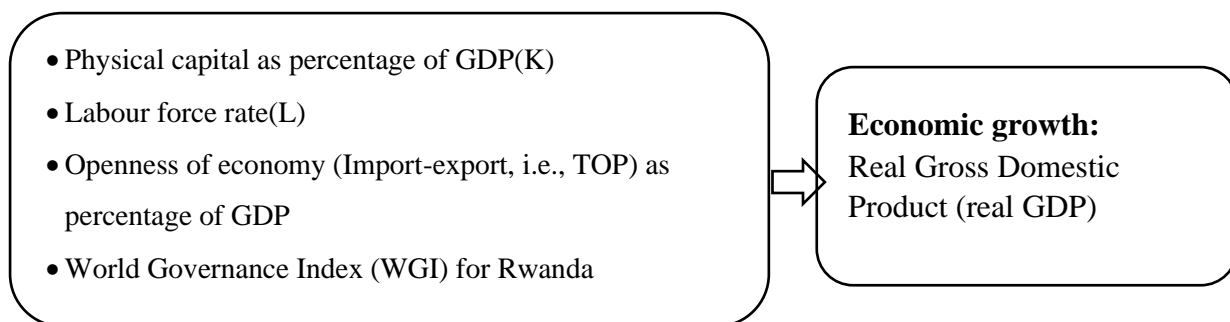 • Physical capital as percentage of GDP(K)
• Labour force rate(L)
• Openness of economy (Import-export, i.e., TOP) as
percentage of GDP
• World Governance Index (WGI) for Rwanda
Economic growth:
Real Gross Domestic
Product (real GDP)